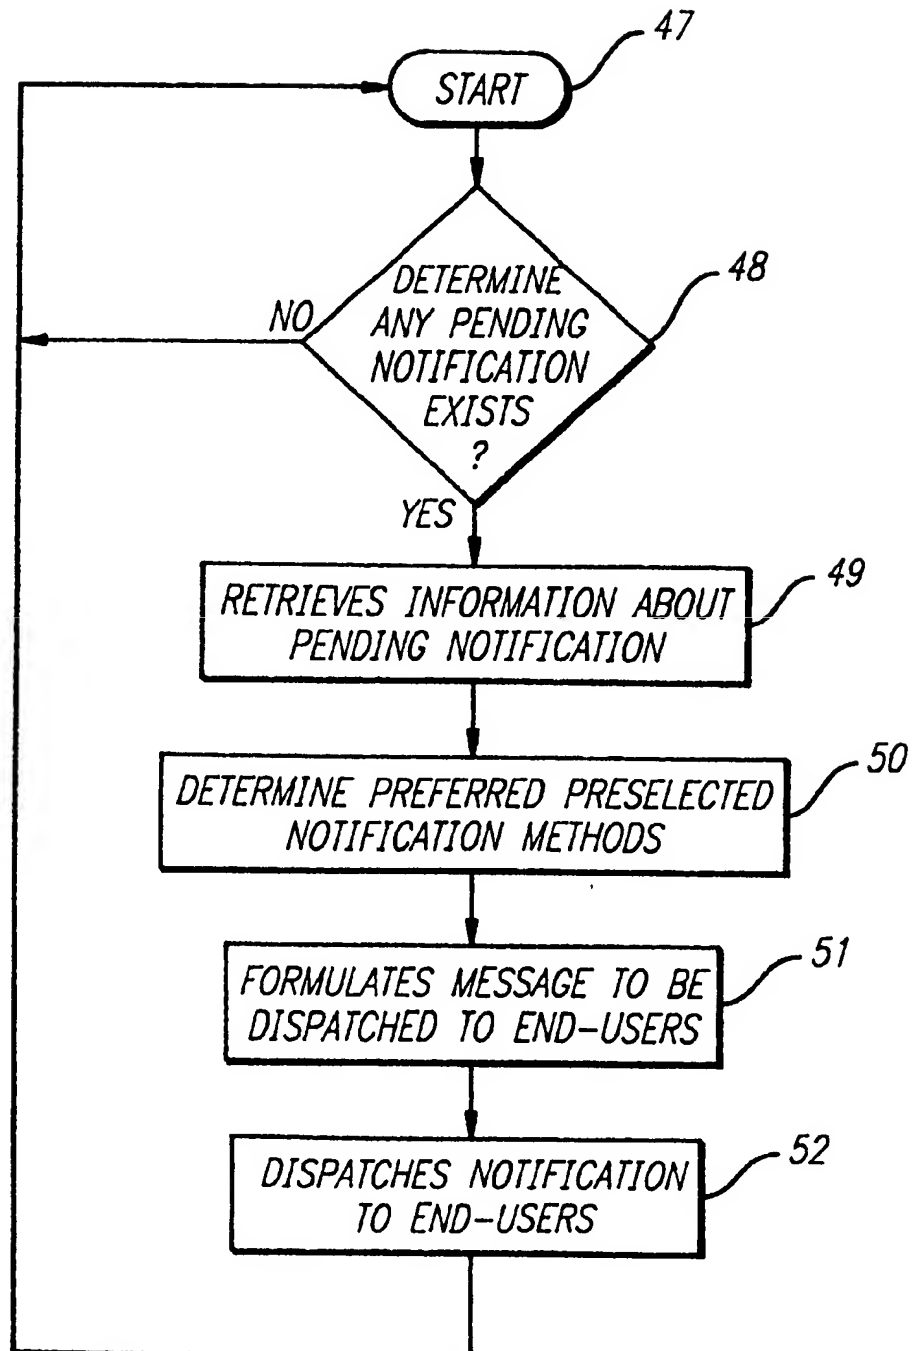 47
START
48
DETERMINE
ANY PENDING
NOTIFICATION
EXISTS
?
NO
YES
49
RETRIEVES INFORMATION ABOUT
PENDING NOTIFICATION
50
DETERMINE PREFERRED PRESELECTED
NOTIFICATION METHODS
51
FORMULATES MESSAGE TO BE
DISPATCHED TO END-USERS
52
DISPATCHES NOTIFICATION
TO END-USERS